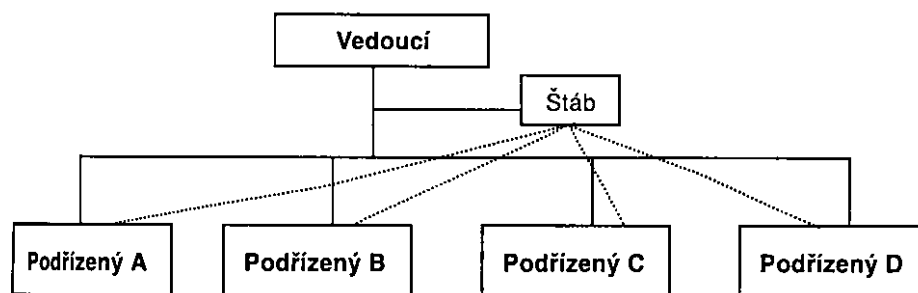 Vedoucí
Štáb
Podřízený A
Podřízený B
Podřízený C
Podřízený D